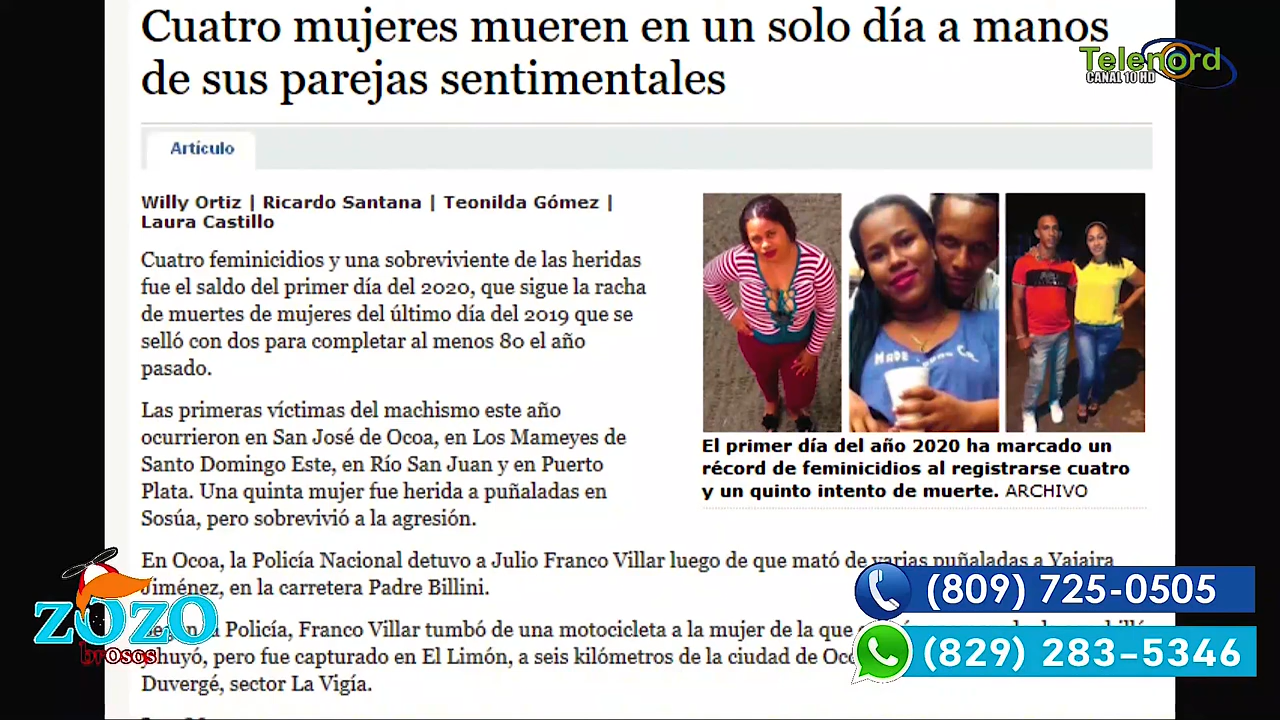 Cuatro mujeres mueren en un solo día a manos
de sus parejas sentimentales
Telenord
CANAL 10 HD
Artículo
Willy Ortiz | Ricardo Santana | Teonilda Gómez |
Laura Castillo
Cuatro feminicidios y una sobreviviente de las heridas
fue el saldo del primer día del 2020, que sigue la racha
de muertes de mujeres del último día del 2019 que se
selló con dos para completar al menos 80 el año
pasado.
Las primeras víctimas del machismo este año
ocurrieron en San José de Ocoa, en Los Mameyes de
Santo Domingo Este, en Río San Juan y en Puerto
Plata. Una quinta mujer fue herida a puñaladas en
Sosúa, pero sobrevivió a la agresión.
El primer día del año 2020 ha marcado un
récord de feminicidios al registrarse cuatro
y un quinto intento de muerte. ARCHIVO
En Ocoa, la Policía Nacional detuvo a Julio Franco Villar luego de que mató de varias puñaladas a Yajaira
Jiménez, en la carretera Padre Billini.
la Policía, Franco Villar tumbó de una motocicleta a la mujer de la que
pero fue capturado en El Limón, a seis kilómetros de la ciudad de
Duvergé, sector La Vigía.
ZOZO
brosos
(809) 725-0505
(829) 283-5346